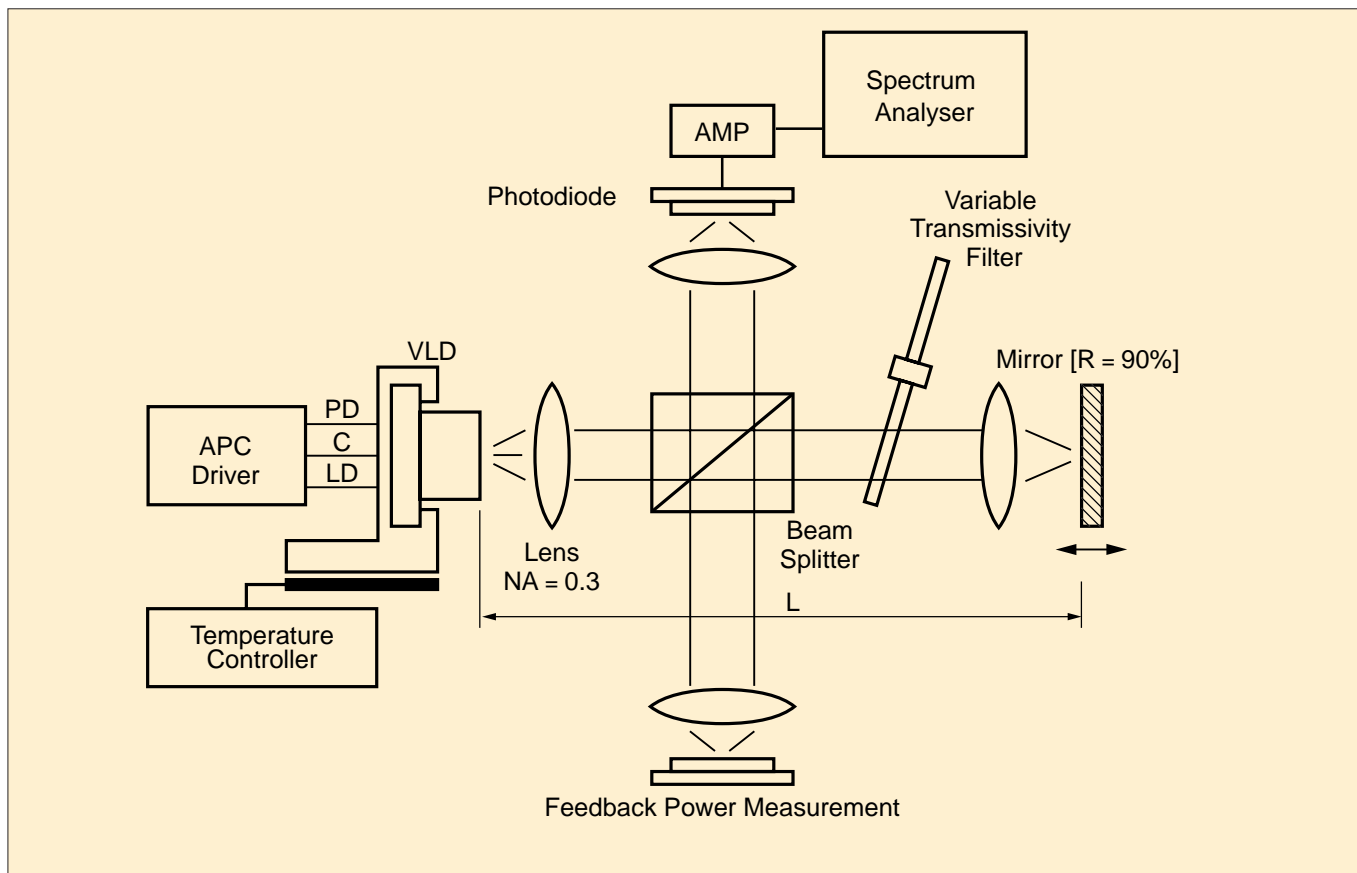 Spectrum
Analyser
AMP
Photodiode
Variable
Transmissivity
Filter
VLD
Mirror [R = 90%]
APC
Driver
PD
C
LD
Lens
NA = 0.3
Beam
Splitter
L
Temperature
Controller
Feedback Power Measurement